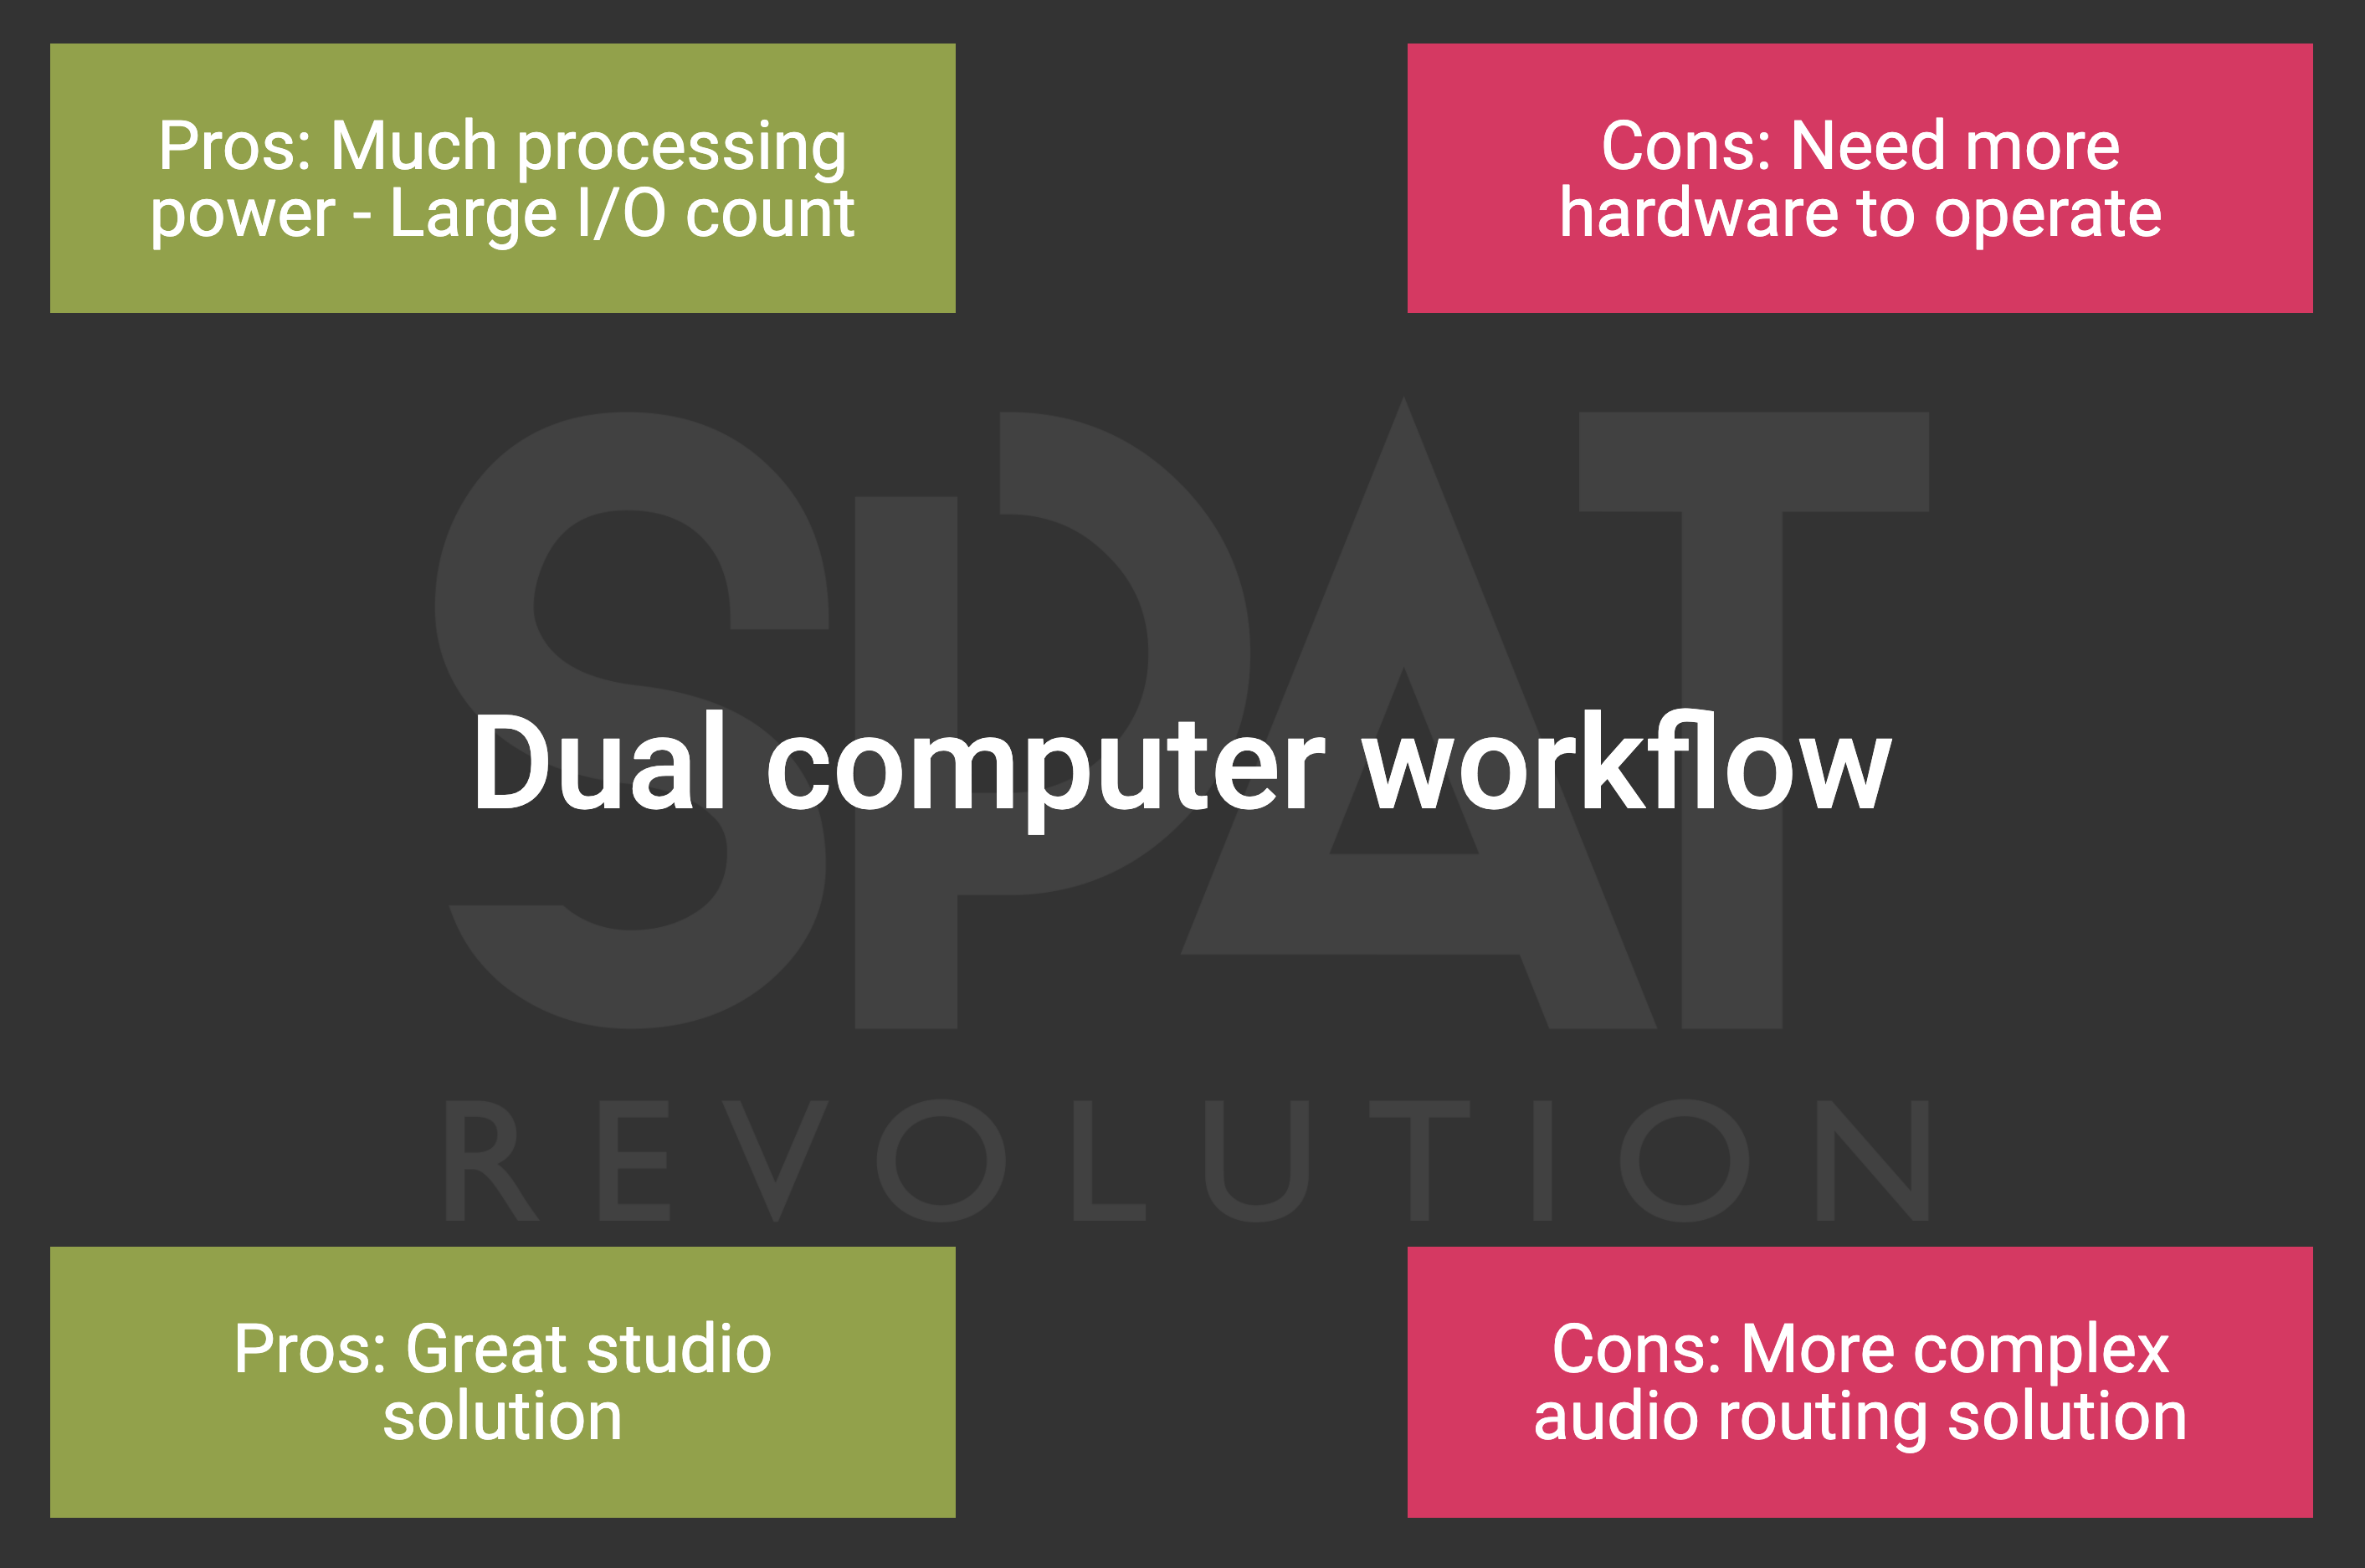 Pros: Much processing
power - Large I/O count
Cons: Need more
hardware to operate
SPAT
Dual computer workflow
REVOLUTION
Pros: Great studio
solution
Cons: More complex
audio routing solution